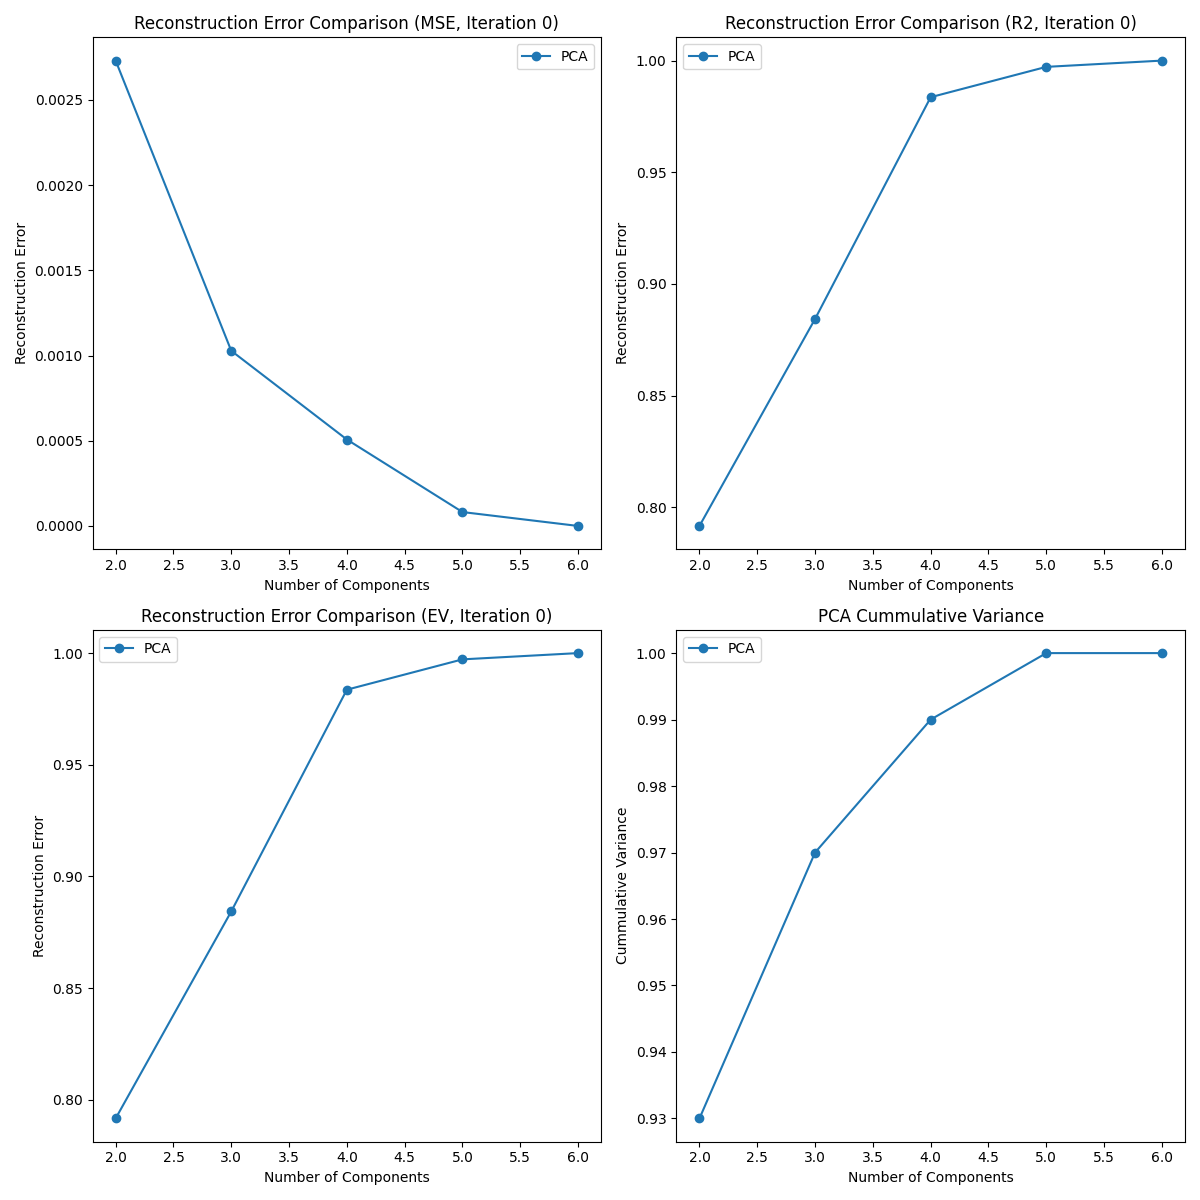 Reconstruction Error Comparison (MSE, Iteration 0)
PCA
0.0025
0.0020
0.0015
0.0010
0.0005
0.0000
Reconstruction Error
2.0 2.5 3.0 3.5 4.0 4.5 5.0 5.5 6.0
Number of Components
Reconstruction Error Comparison (R2, Iteration 0)
PCA
1.00
0.95
0.90
0.85
0.80
Reconstruction Error
2.0 2.5 3.0 3.5 4.0 4.5 5.0 5.5 6.0
Number of Components
Reconstruction Error Comparison (EV, Iteration 0)
PCA
1.00
0.95
0.90
0.85
0.80
Reconstruction Error
2.0 2.5 3.0 3.5 4.0 4.5 5.0 5.5 6.0
Number of Components
PCA Cummulative Variance
PCA
1.00
0.99
0.98
0.97
0.96
0.95
0.94
0.93
Cummulative Variance
2.0 2.5 3.0 3.5 4.0 4.5 5.0 5.5 6.0
Number of Components